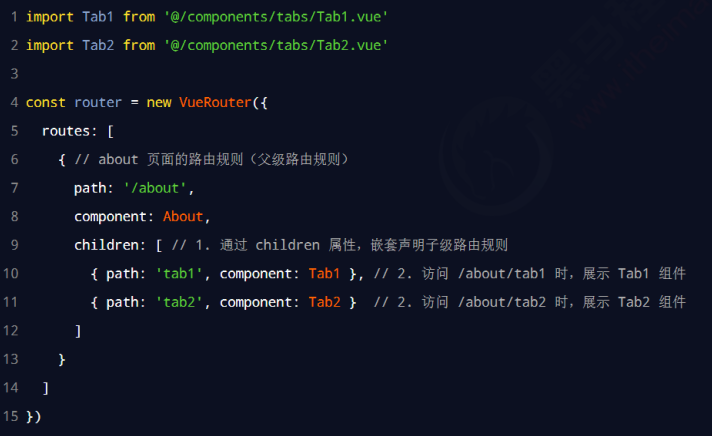 1 import Tab1 from '@/components/tabs/Tab1.vue'
2 import Tab2 from '@/components/tabs/Tab2.vue'
3
4 const router = new VueRouter({
5   routes: [
6     { // about 页面的路由规则（父级路由规则）
7       path: '/about',
8       component: About,
9       children: [ // 1. 通过 children 属性，嵌套声明子级路由规则
10         { path: 'tab1', component: Tab1 }, // 2. 访问 /about/tab1 时，展示 Tab1 组件
11         { path: 'tab2', component: Tab2 }  // 2. 访问 /about/tab2 时，展示 Tab2 组件
12       ]
13     }
14   ]
15 })